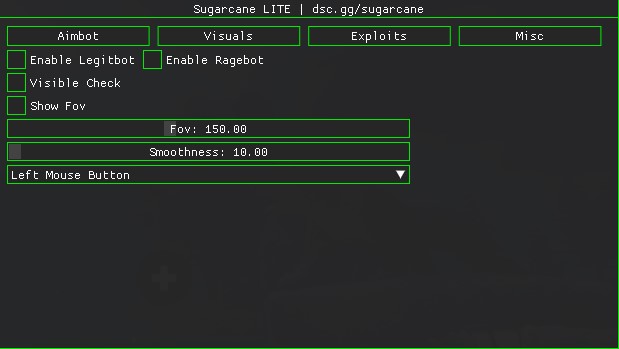 Sugarcane LITE | dsc.gg/sugarcane
Aimbot Visuals Exploits Misc
Enable Legitbot Enable Ragebot
Visible Check
Show Fov
Fov: 150.00
Smoothness: 10.00
Left Mouse Button